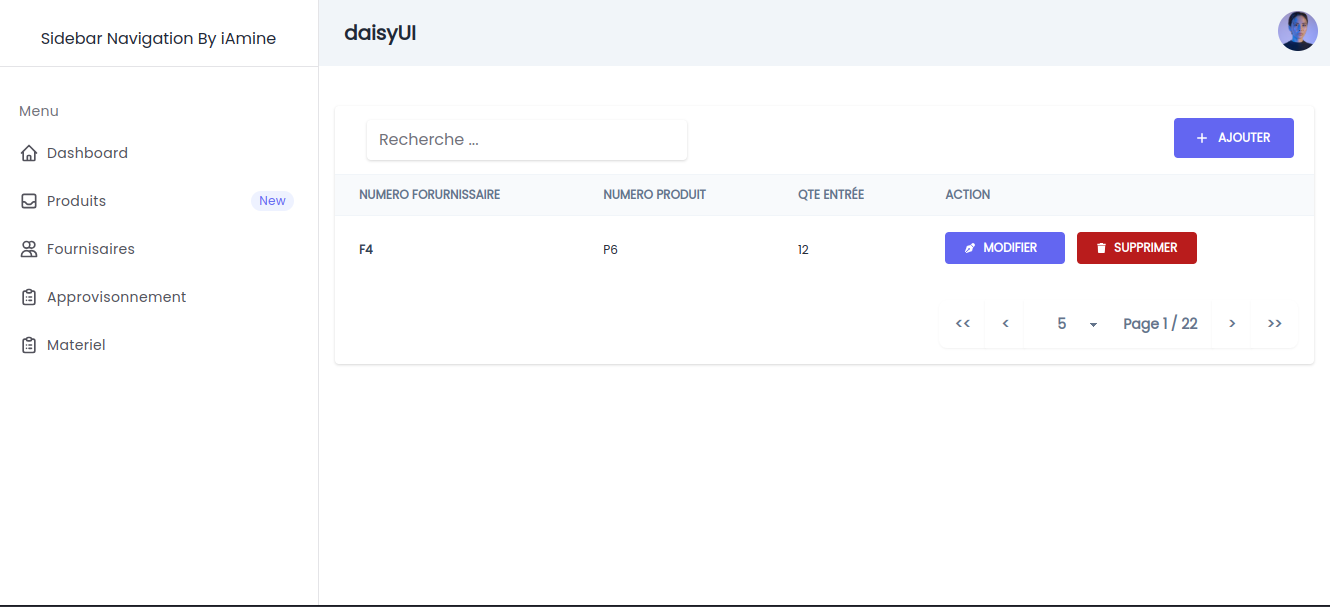 Sidebar Navigation By iAmine
daisyUI
Menu
Dashboard
Produits New
Fournisaires
Approvisonnement
Materiel
Recherche ...
+ AJOUTER
NUMERO FORURNISSAIRE NUMERO PRODUIT QTE ENTRÉE ACTION
F4 P6 12 MODIFIER SUPPRIMER
<< < 5 Page 1 / 22 > >>